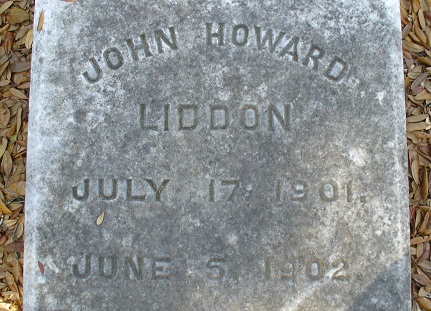 JOHN HOWARD
LIDDON
JULY 17, 1901.
JUNE 5, 1902.